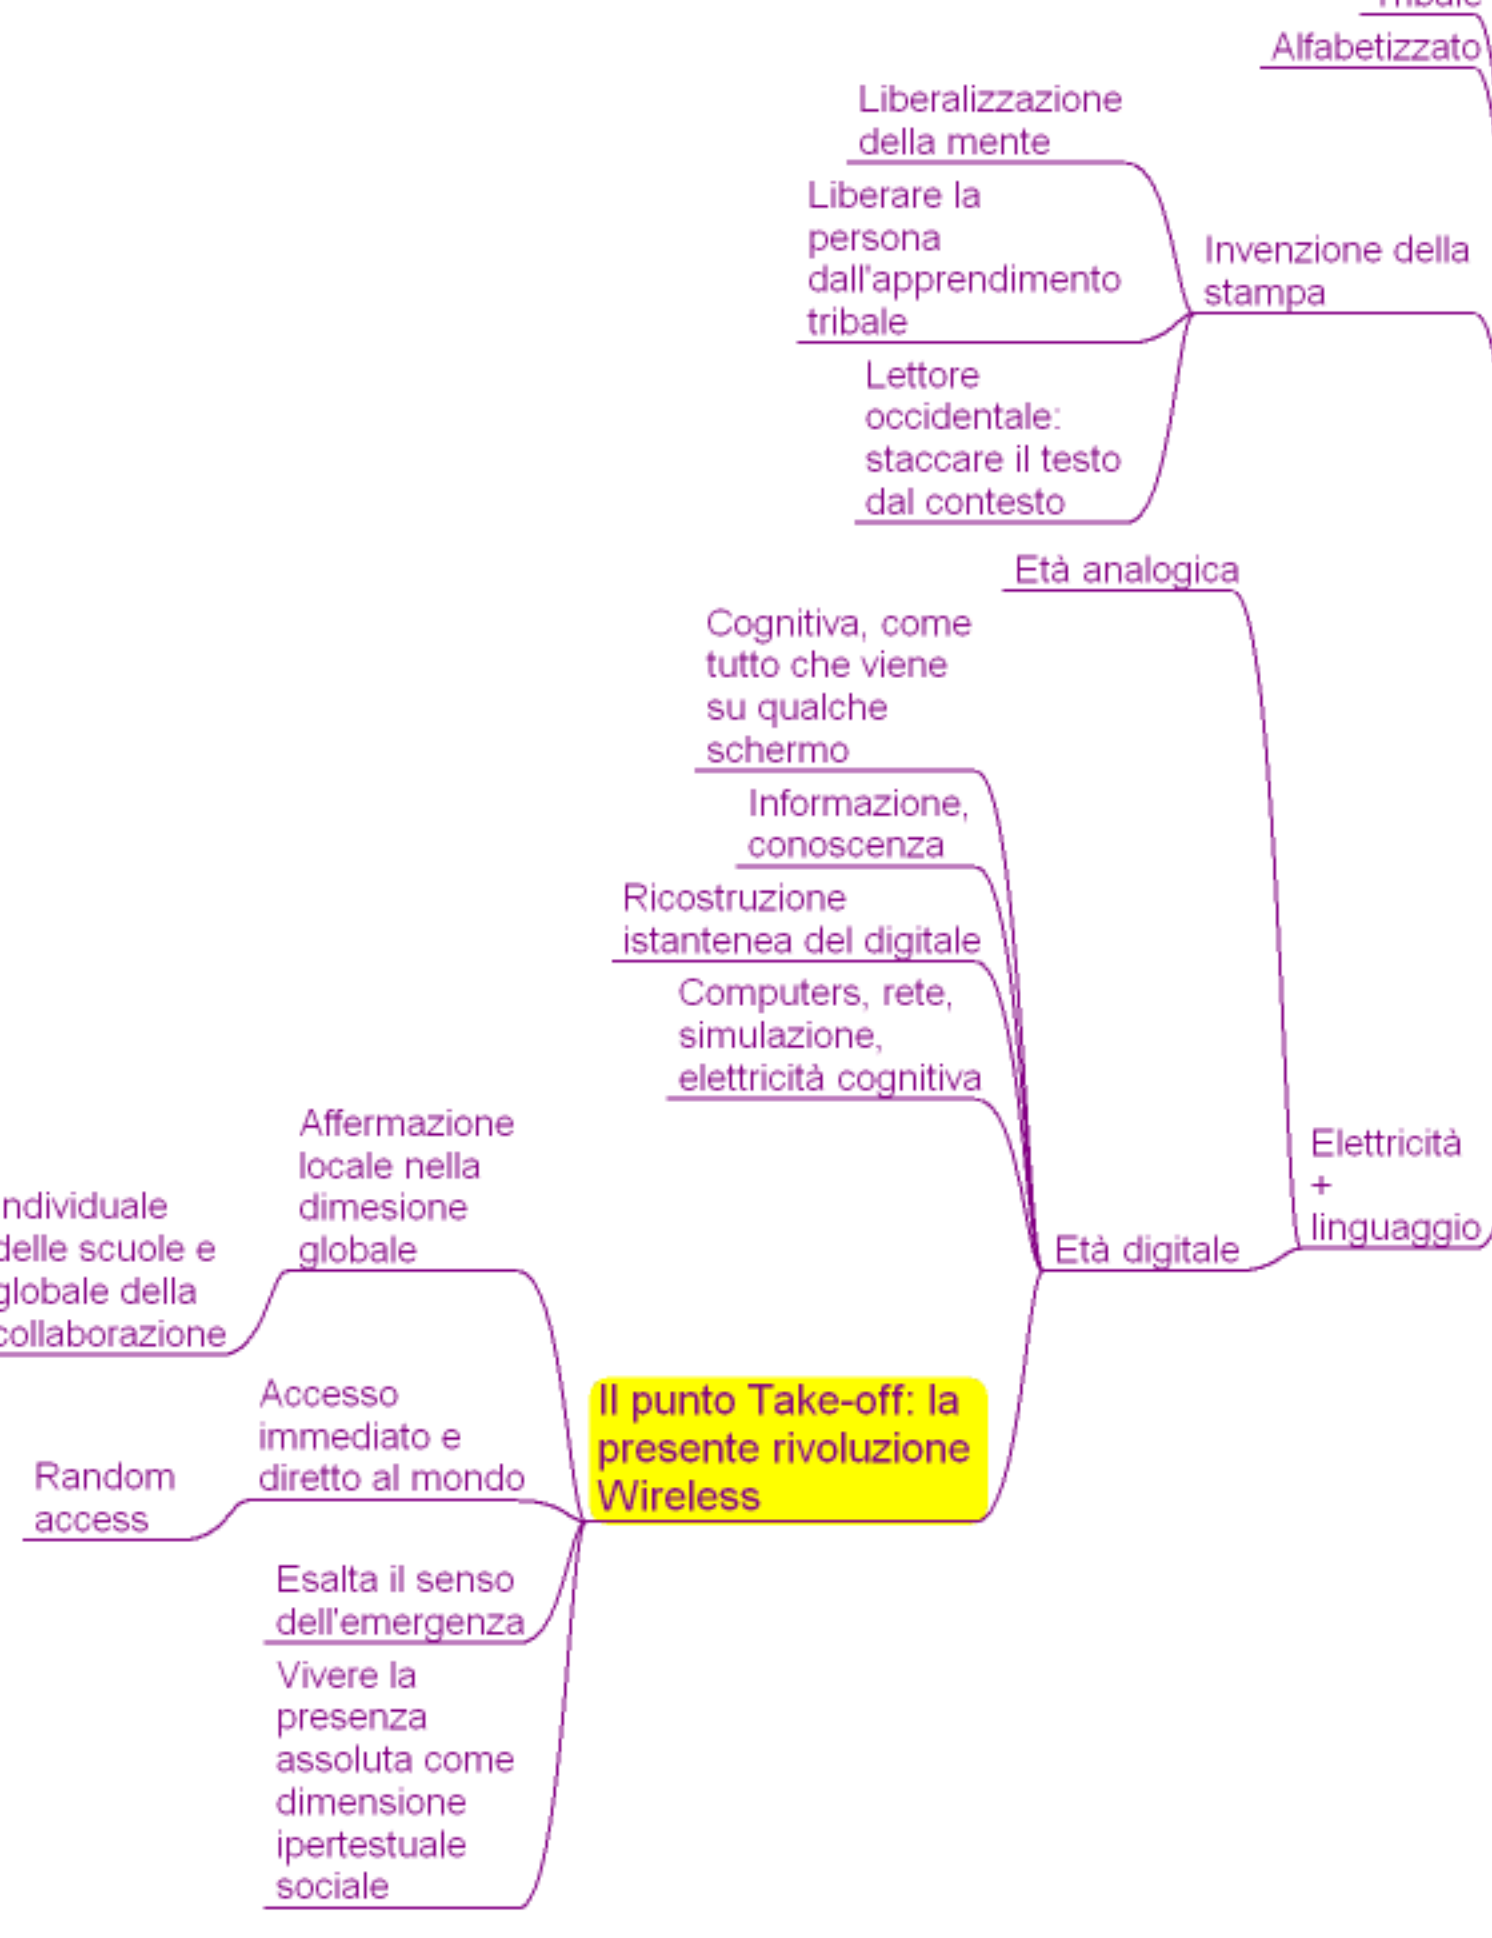 Tribale
Alfabetizzato
Liberalizzazione
della mente
Liberare la
persona
dall'apprendimento
tribale
Lettore
occidentale:
staccare il testo
dal contesto
Invenzione della
stampa
Età analogica
Cognitiva, come
tutto che viene
su qualche
schermo
Informazione,
conoscenza
Ricostruzione
istantenea del digitale
Computers, rete,
simulazione,
elettricità cognitiva
Elettricità
+
linguaggio
Età digitale
Affermazione
locale nella
dimesione
globale
ndividuale
delle scuole e
globale della
collaborazione
Il punto Take-off: la
presente rivoluzione
Wireless
Accesso
immediato e
diretto al mondo
Random
access
Esalta il senso
dell'emergenza
Vivere la
presenza
assoluta come
dimensione
ipertestuale
sociale